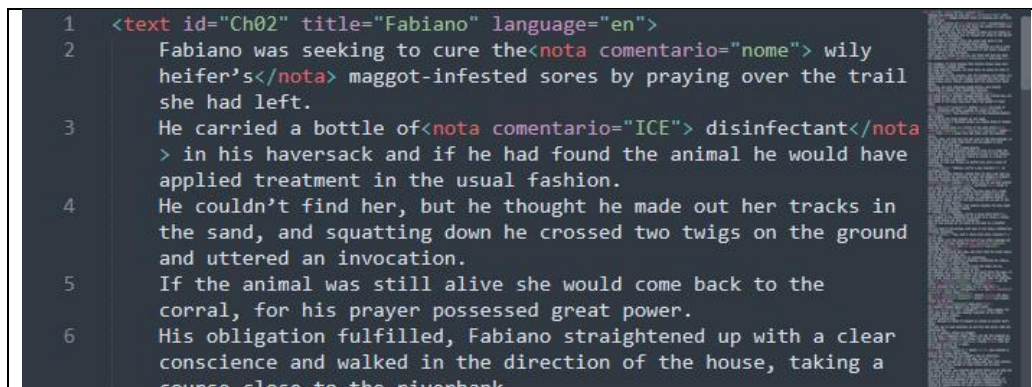 1 <text id="Ch02" title="Fabiano" language="en">
2 Fabiano was seeking to cure the<nota comentario="nome"> wily
heifer’s</nota> maggot-infested sores by praying over the trail
she had left.
3 He carried a bottle of<nota comentario="ICE"> disinfectant</nota
> in his haversack and if he had found the animal he would have
applied treatment in the usual fashion.
4 He couldn’t find her, but he thought he made out her tracks in
the sand, and squatting down he crossed two twigs on the ground
and uttered an invocation.
5 If the animal was still alive she would come back to the
corral, for his prayer possessed great power.
6 His obligation fulfilled, Fabiano straightened up with a clear
conscience and walked in the direction of the house, taking a
course close to the riverbank